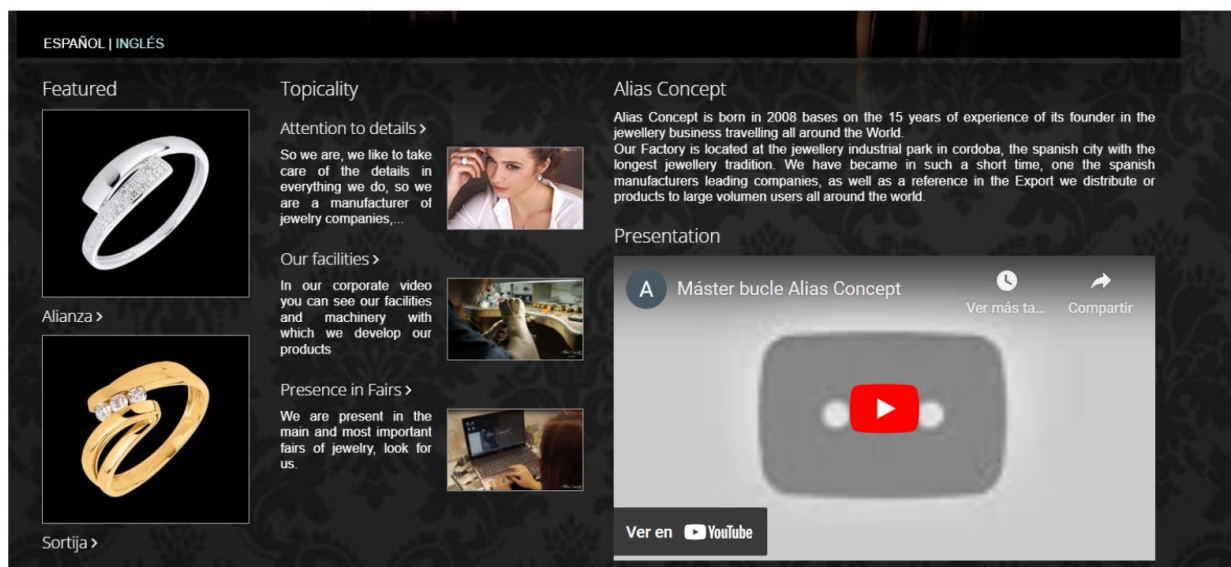 ESPAÑOL | INGLÉS
Featured
Alianza >
Sortija >
Topicality
Attention to details >
So we are, we like to take
care of the details in
everything we do, so we
are a manufacturer of
jewelry companies,...
Our facilities >
In our corporate video
you can see our facilities
and machinery with
which we develop our
products
Presence in Fairs >
We are present in the
main and most important
fairs of jewelry, look for
us.
Alias Concept
Alias Concept is born in 2008 bases on the 15 years of experience of its founder in the
jewellery business travelling all around the World.
Our Factory is located at the jewellery industrial park in cordoba, the spanish city with the
longest jewellery tradition. We have became in such a short time, one the spanish
manufacturers leading companies, as well as a reference in the Export we distribute or
products to large volumen users all around the world.
Presentation
A Máster bucle Alias Concept
Ver más ta...
Compartir
Ver en YouTube